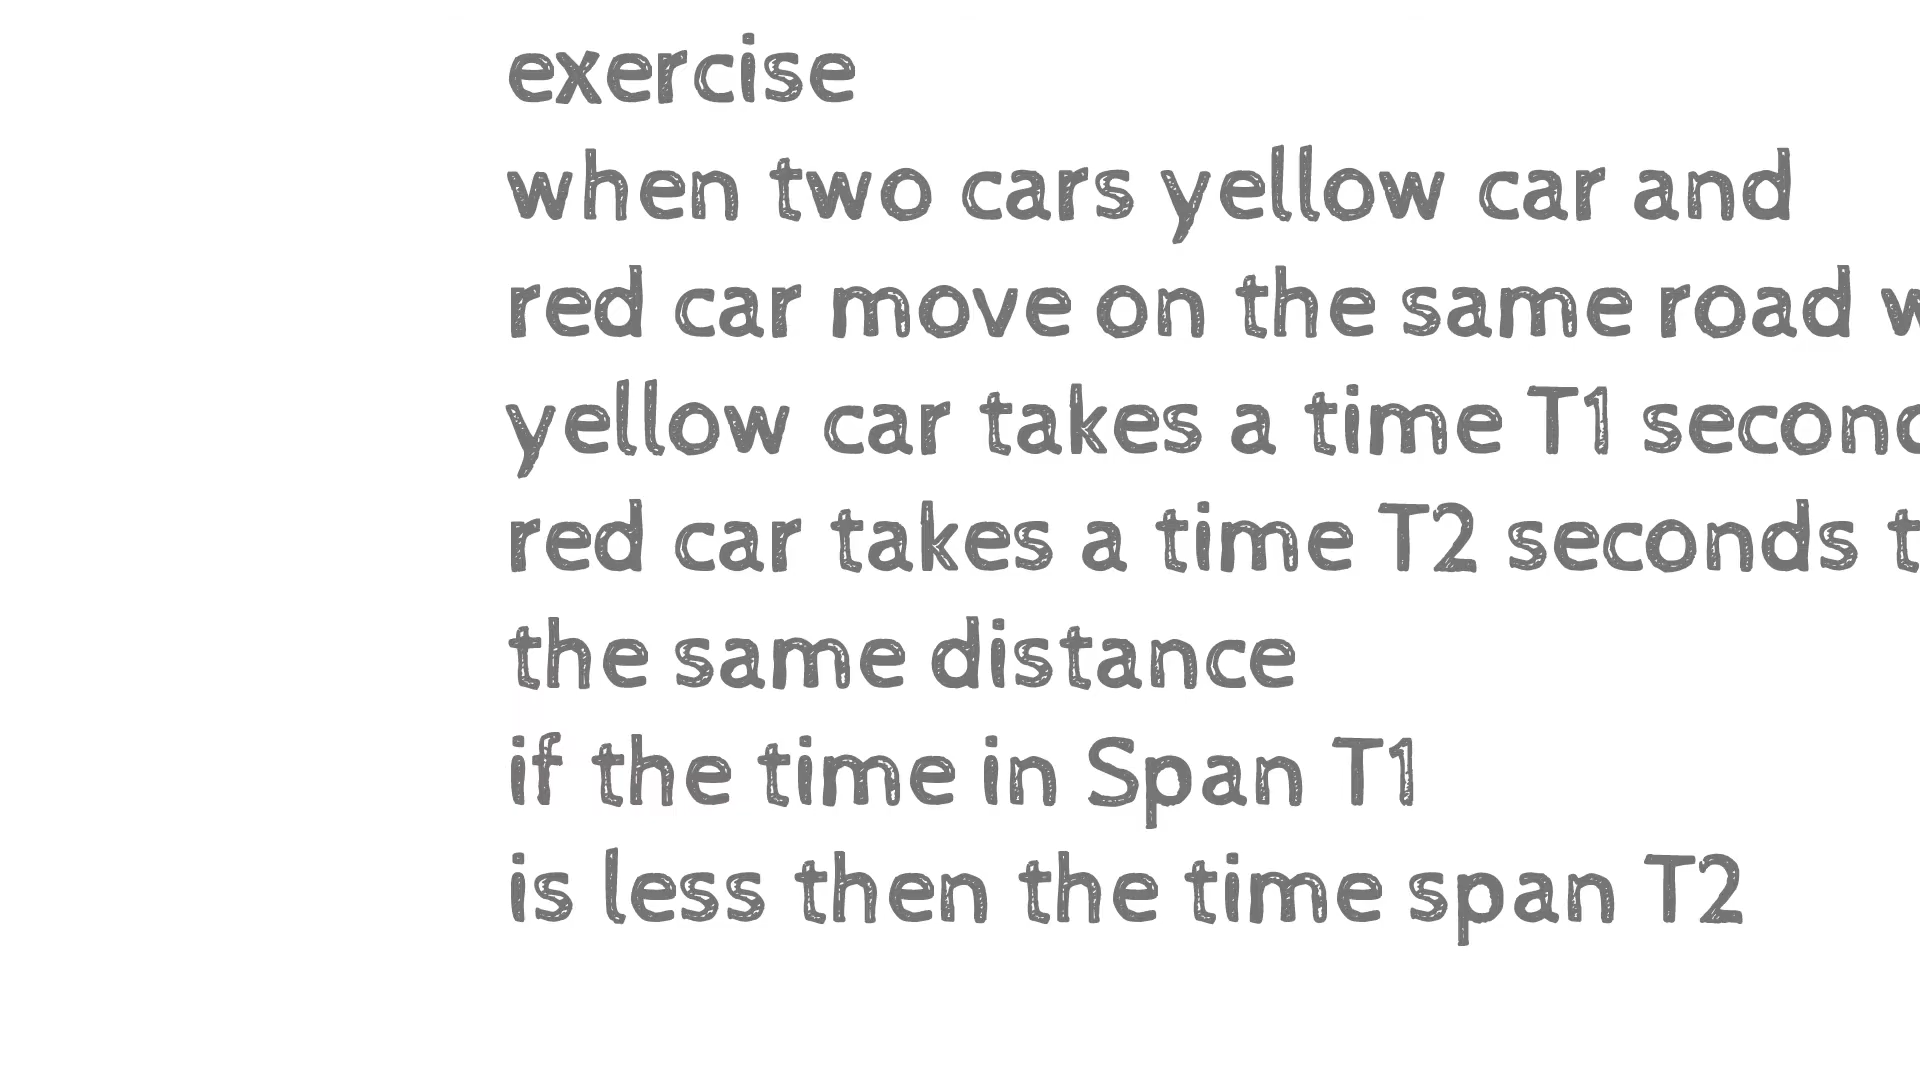 exercise
when two cars yellow car and
red car move on the same road
yellow car takes a time T1
red car takes a time T2 seconds
the same distance
if the time in Span T1
is less then the time span T2